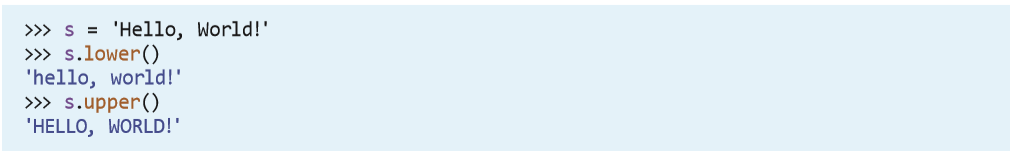 >>> s = 'Hello, World!'
>>> s.lower()
'hello, world!'
>>> s.upper()
'HELLO, WORLD!'